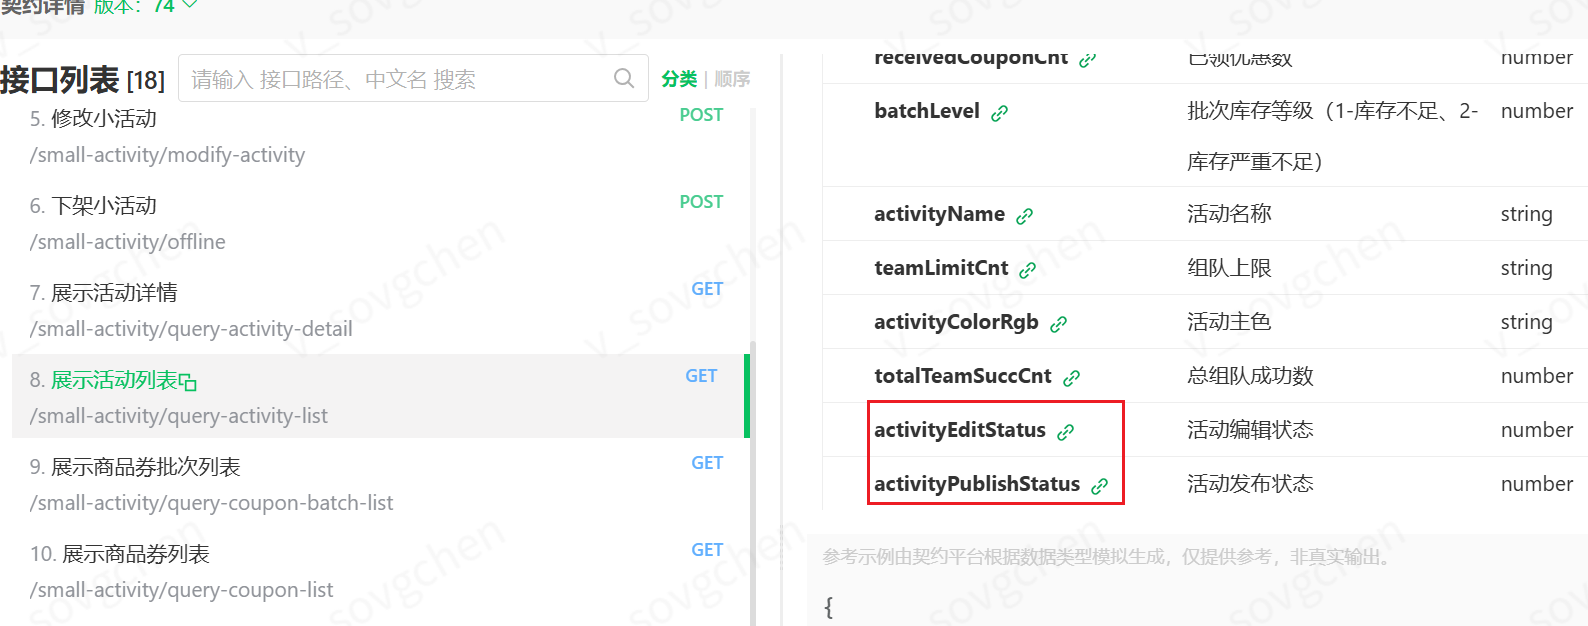 契约详情 版本：74
接口列表 [18] 请输入 接口路径、中文名 搜索 分类 | 顺序
5. 修改小活动 POST
/small-activity/modify-activity
6. 下架小活动 POST
/small-activity/offline
7. 展示活动详情 GET
/small-activity/query-activity-detail
8. 展示活动列表 GET
/small-activity/query-activity-list
9. 展示商品券批次列表 GET
/small-activity/query-coupon-batch-list
10. 展示商品券列表 GET
/small-activity/query-coupon-list
receivedCouponCnt 已领优惠数 number
batchLevel 批次库存等级（1-库存不足、2- number
库存严重不足）
activityName 活动名称 string
teamLimitCnt 组队上限 string
activityColorRgb 活动主色 string
totalTeamSuccCnt 总组队成功数 number
activityEditStatus 活动编辑状态 number
activityPublishStatus 活动发布状态 number
参考示例由契约平台根据数据类型模拟生成，仅提供参考，非真实输出。
{
v_sovgchen